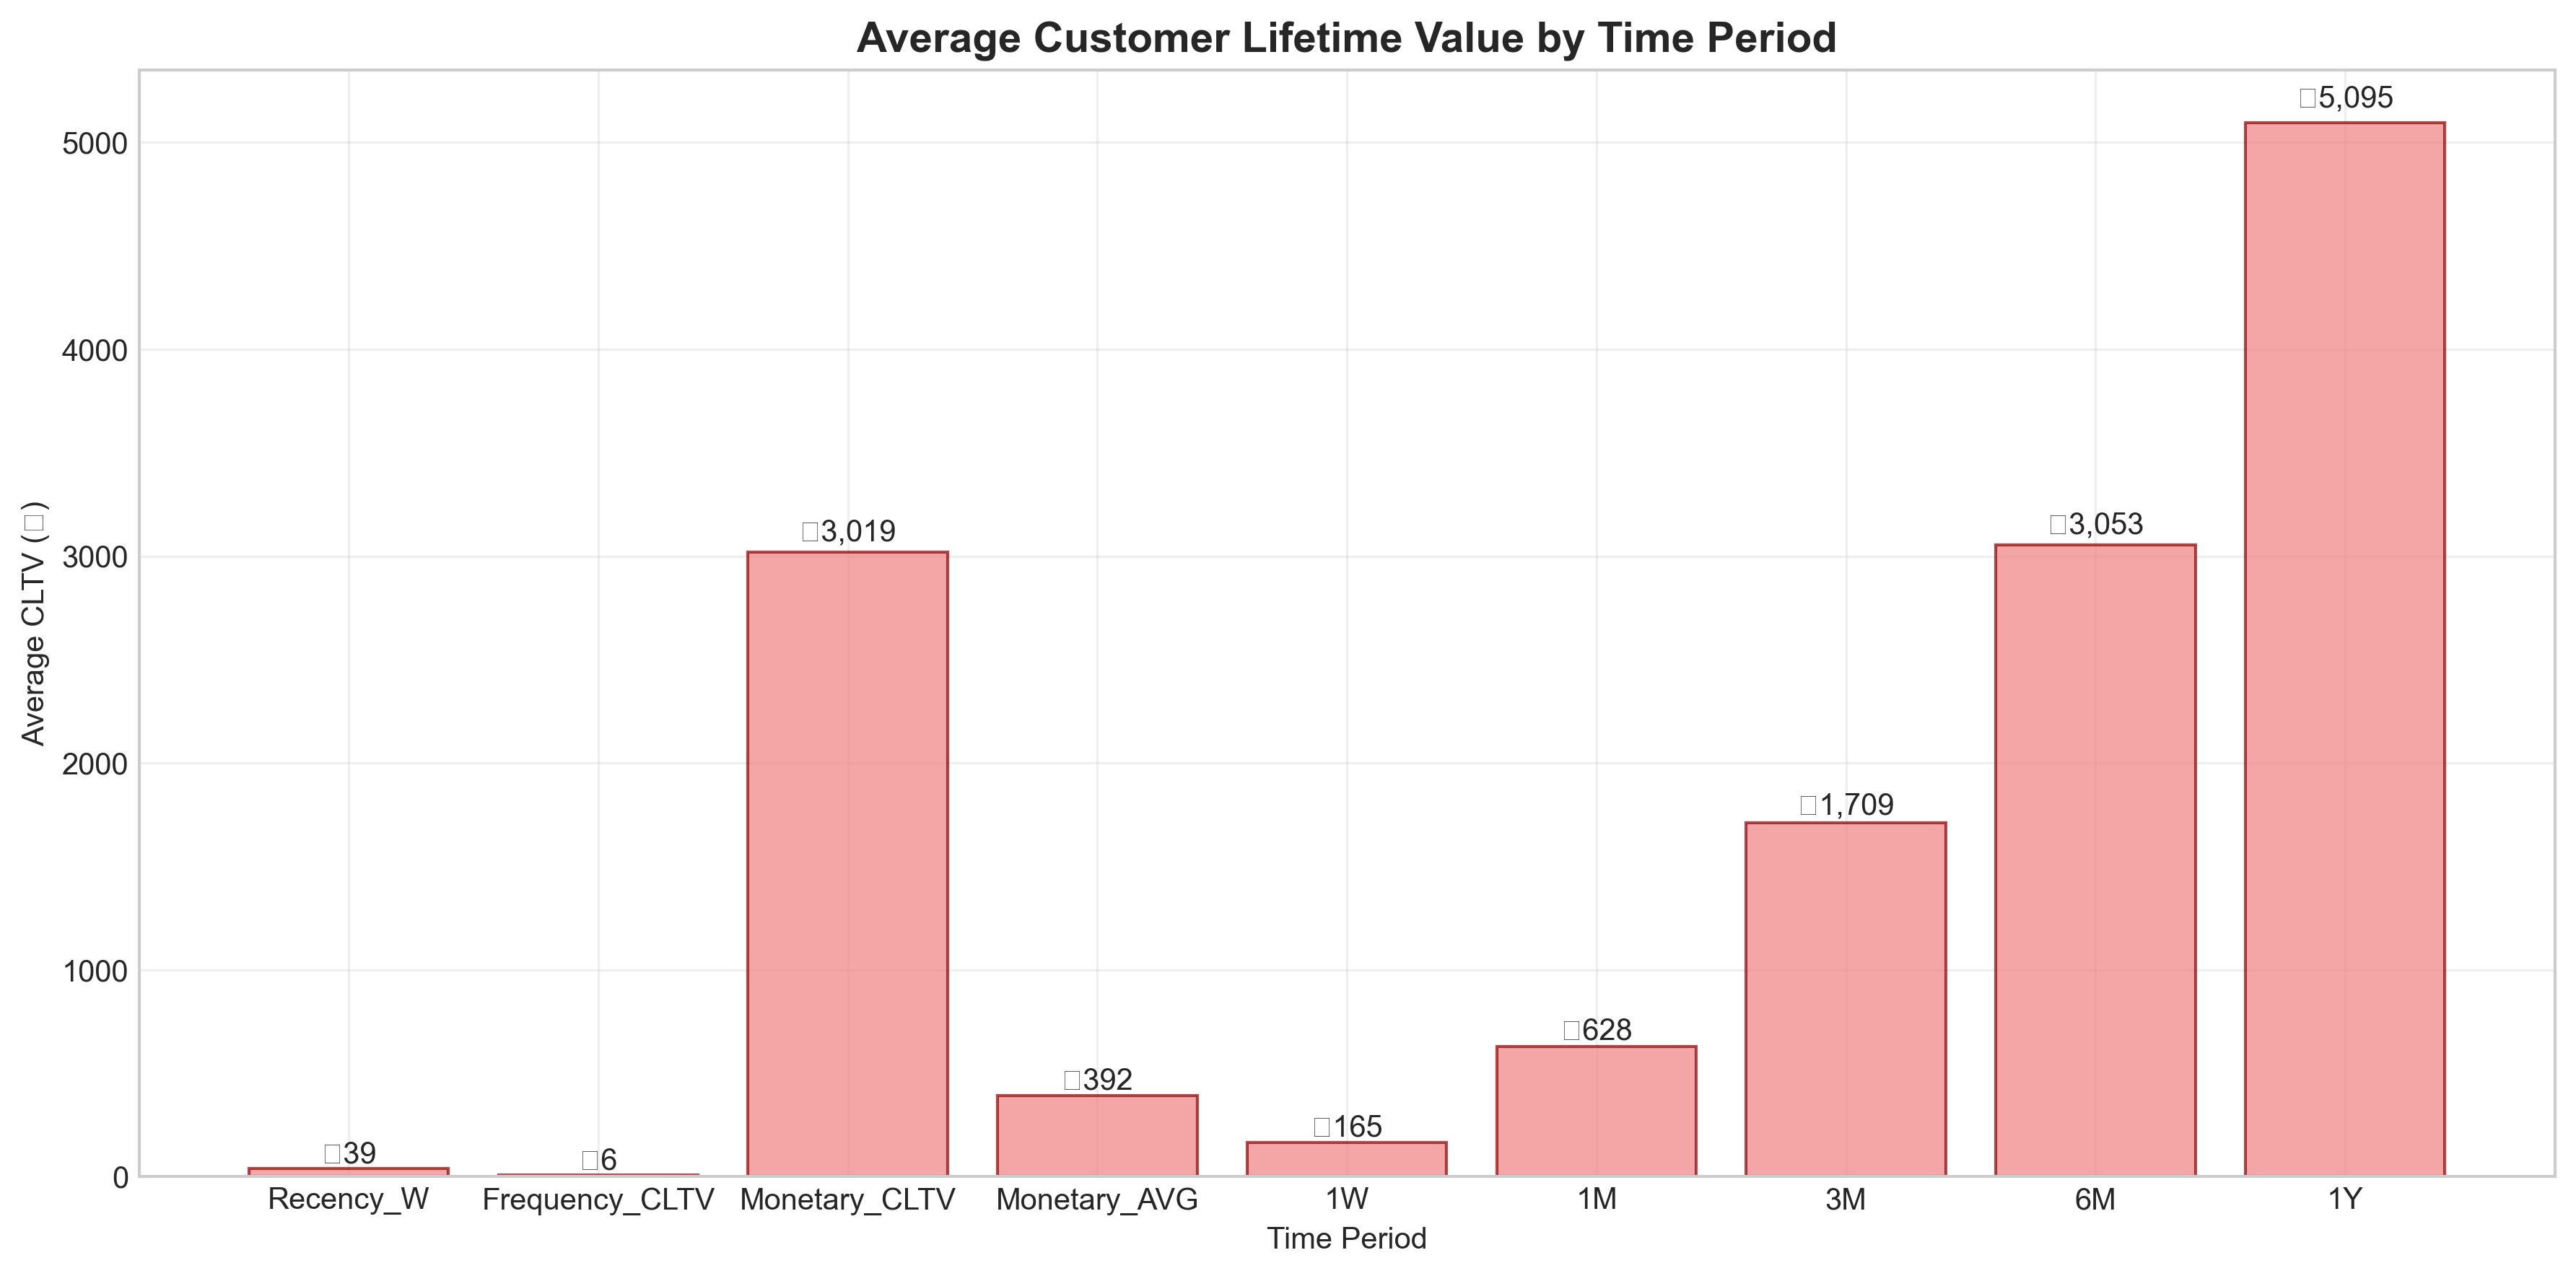 Average Customer Lifetime Value by Time Period
Average CLTV (□)
5000
4000
3000
2000
1000
0
□39
□6
□3,019
□392
□165
□628
□1,709
□3,053
□5,095
Recency_W
Frequency_CLTV
Monetary_CLTV
Monetary_AVG
1W
1M
3M
6M
1Y
Time Period